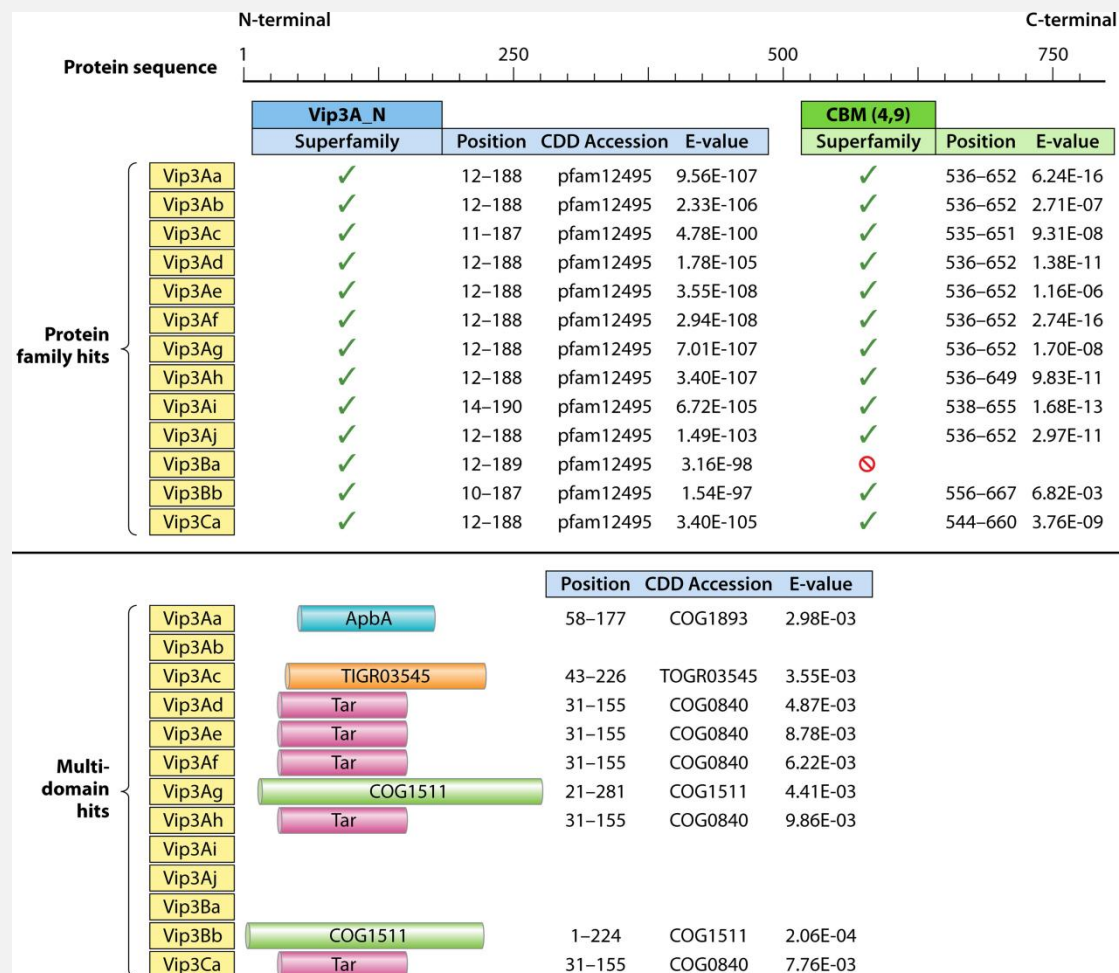 N-terminal C-terminal
1 250 500 750
Protein sequence
Vip3A_N CBM (4,9)
Superfamily Position CDD Accession E-value Superfamily Position E-value
Protein family hits
Vip3Aa ✓ 12–188 pfam12495 9.56E-107 ✓ 536–652 6.24E-16
Vip3Ab ✓ 12–188 pfam12495 2.33E-106 ✓ 536–652 2.71E-07
Vip3Ac ✓ 11–187 pfam12495 4.78E-100 ✓ 535–651 9.31E-08
Vip3Ad ✓ 12–188 pfam12495 1.78E-105 ✓ 536–652 1.38E-11
Vip3Ae ✓ 12–188 pfam12495 3.55E-108 ✓ 536–652 1.16E-06
Vip3Af ✓ 12–188 pfam12495 2.94E-108 ✓ 536–652 2.74E-16
Vip3Ag ✓ 12–188 pfam12495 7.01E-107 ✓ 536–652 1.70E-08
Vip3Ah ✓ 12–188 pfam12495 3.40E-107 ✓ 536–649 9.83E-11
Vip3Ai ✓ 14–190 pfam12495 6.72E-105 ✓ 538–655 1.68E-13
Vip3Aj ✓ 12–188 pfam12495 1.49E-103 ✓ 536–652 2.97E-11
Vip3Ba ✓ 12–189 pfam12495 3.16E-98
Vip3Bb ✓ 10–187 pfam12495 1.54E-97 ✓ 556–667 6.82E-03
Vip3Ca ✓ 12–188 pfam12495 3.40E-105 ✓ 544–660 3.76E-09
Position CDD Accession E-value
Multi-
domain
hits
Vip3Aa ApbA 58–177 COG1893 2.98E-03
Vip3Ab
Vip3Ac TIGR03545 43–226 TOGR03545 3.55E-03
Vip3Ad Tar 31–155 COG0840 4.87E-03
Vip3Ae Tar 31–155 COG0840 8.78E-03
Vip3Af Tar 31–155 COG0840 6.22E-03
Vip3Ag COG1511 21–281 COG1511 4.41E-03
Vip3Ah Tar 31–155 COG0840 9.86E-03
Vip3Ai
Vip3Aj
Vip3Ba
Vip3Bb COG1511 1–224 COG1511 2.06E-04
Vip3Ca Tar 31–155 COG0840 7.76E-03